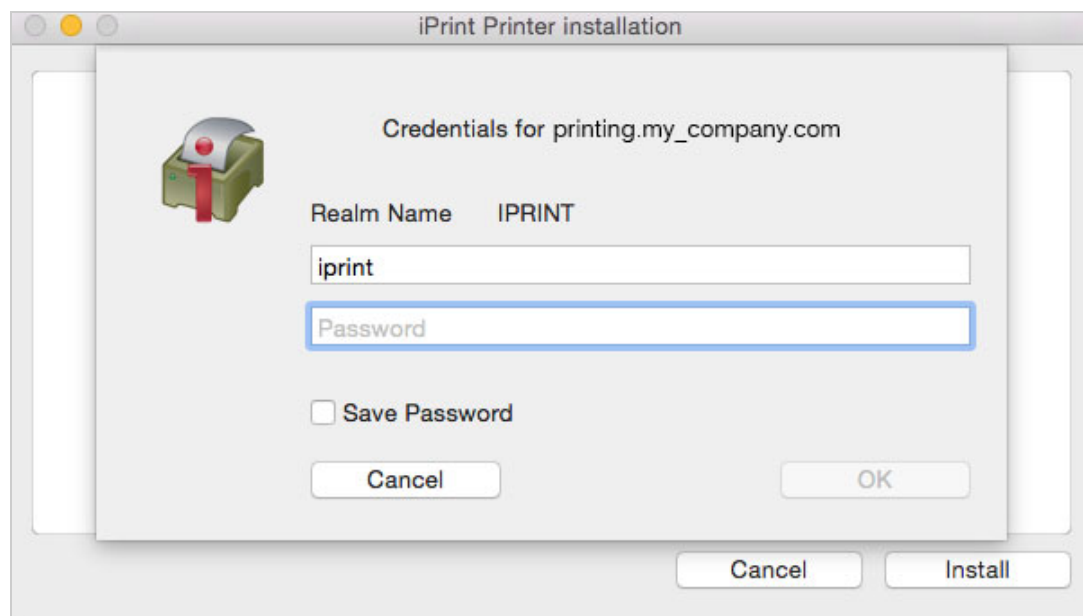 iPrint Printer installation
Credentials for printing.my_company.com
Realm Name IPRINT
iprint
Password
Save Password
Cancel OK
Cancel Install